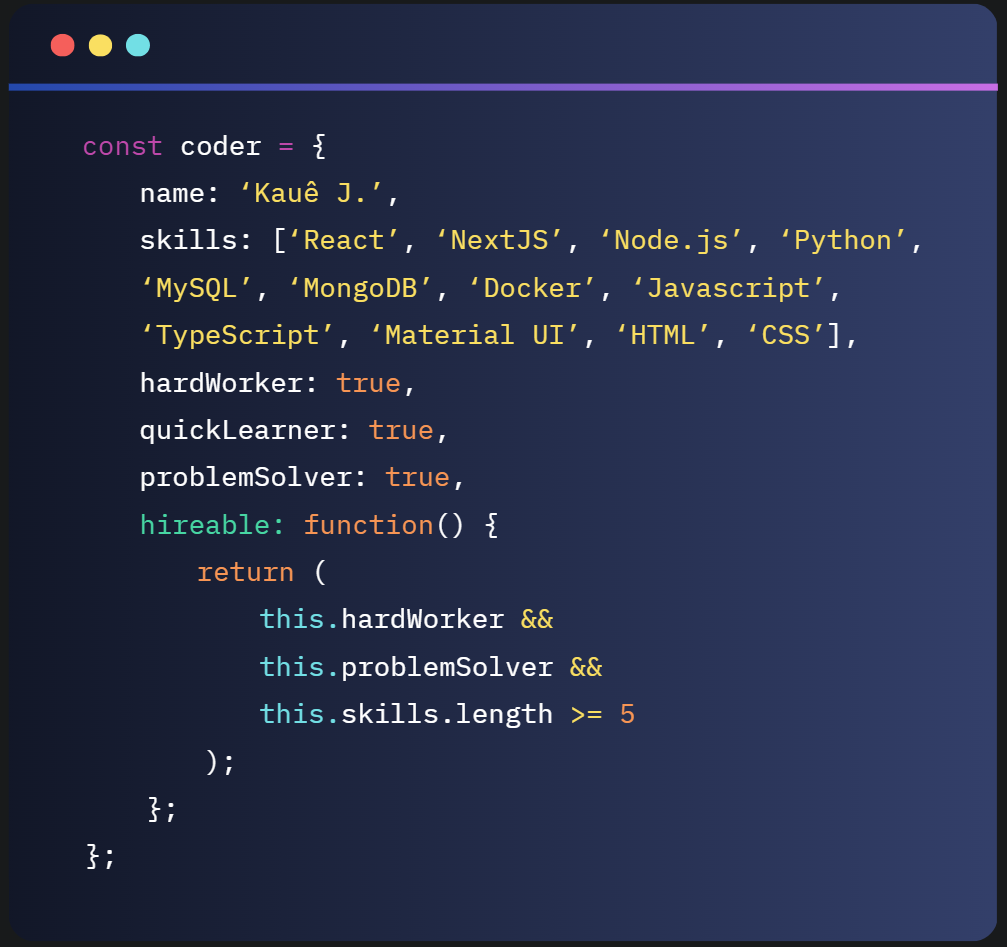 const coder = {
name: ‘Kauê J.’,
skills: [‘React’, ‘NextJS’, ‘Node.js’, ‘Python’,
‘MySQL’, ‘MongoDB’, ‘Docker’, ‘Javascript’,
‘TypeScript’, ‘Material UI’, ‘HTML’, ‘CSS’],
hardWorker: true,
quickLearner: true,
problemSolver: true,
hireable: function() {
return (
this.hardWorker &&
this.problemSolver &&
this.skills.length >= 5
);
};
};